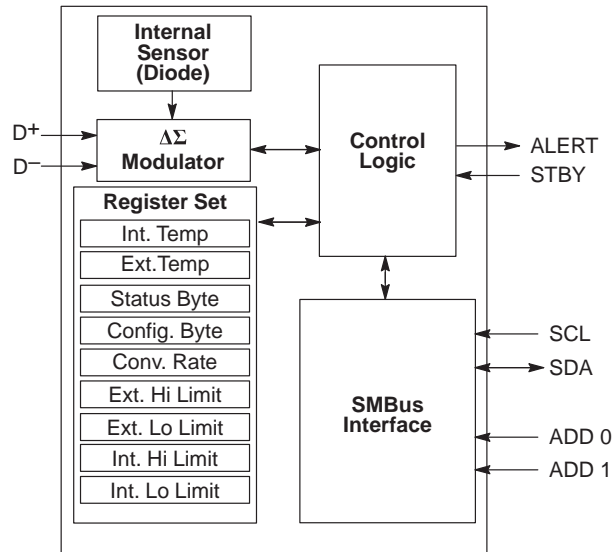 Internal
Sensor
(Diode)
D+
D−
ΔΣ
Modulator
Control
Logic
ALERT
STBY
Register Set
Int. Temp
Ext.Temp
Status Byte
Config. Byte
Conv. Rate
Ext. Hi Limit
Ext. Lo Limit
Int. Hi Limit
Int. Lo Limit
SMBus
Interface
SCL
SDA
ADD 0
ADD 1